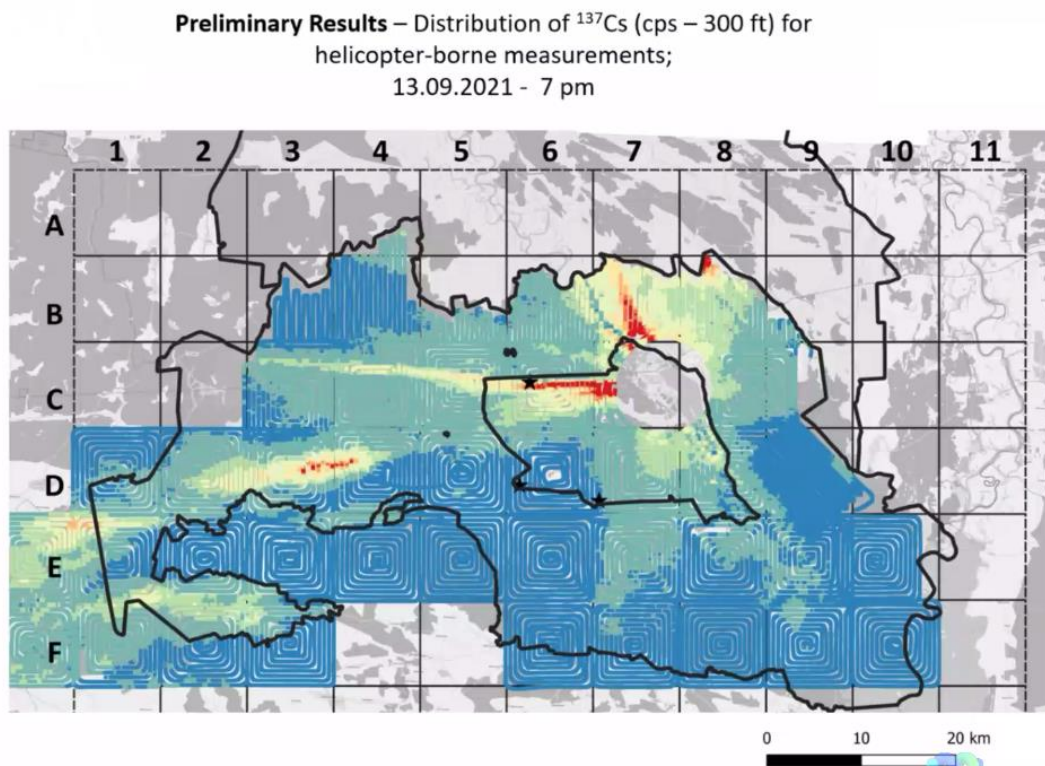 Preliminary Results – Distribution of ¹³⁷Cs (cps – 300 ft) for
helicopter-borne measurements;
13.09.2021 - 7 pm
1 2 3 4 5 6 7 8 9 10 11
A
B
C
D
E
F
0 10 20 km